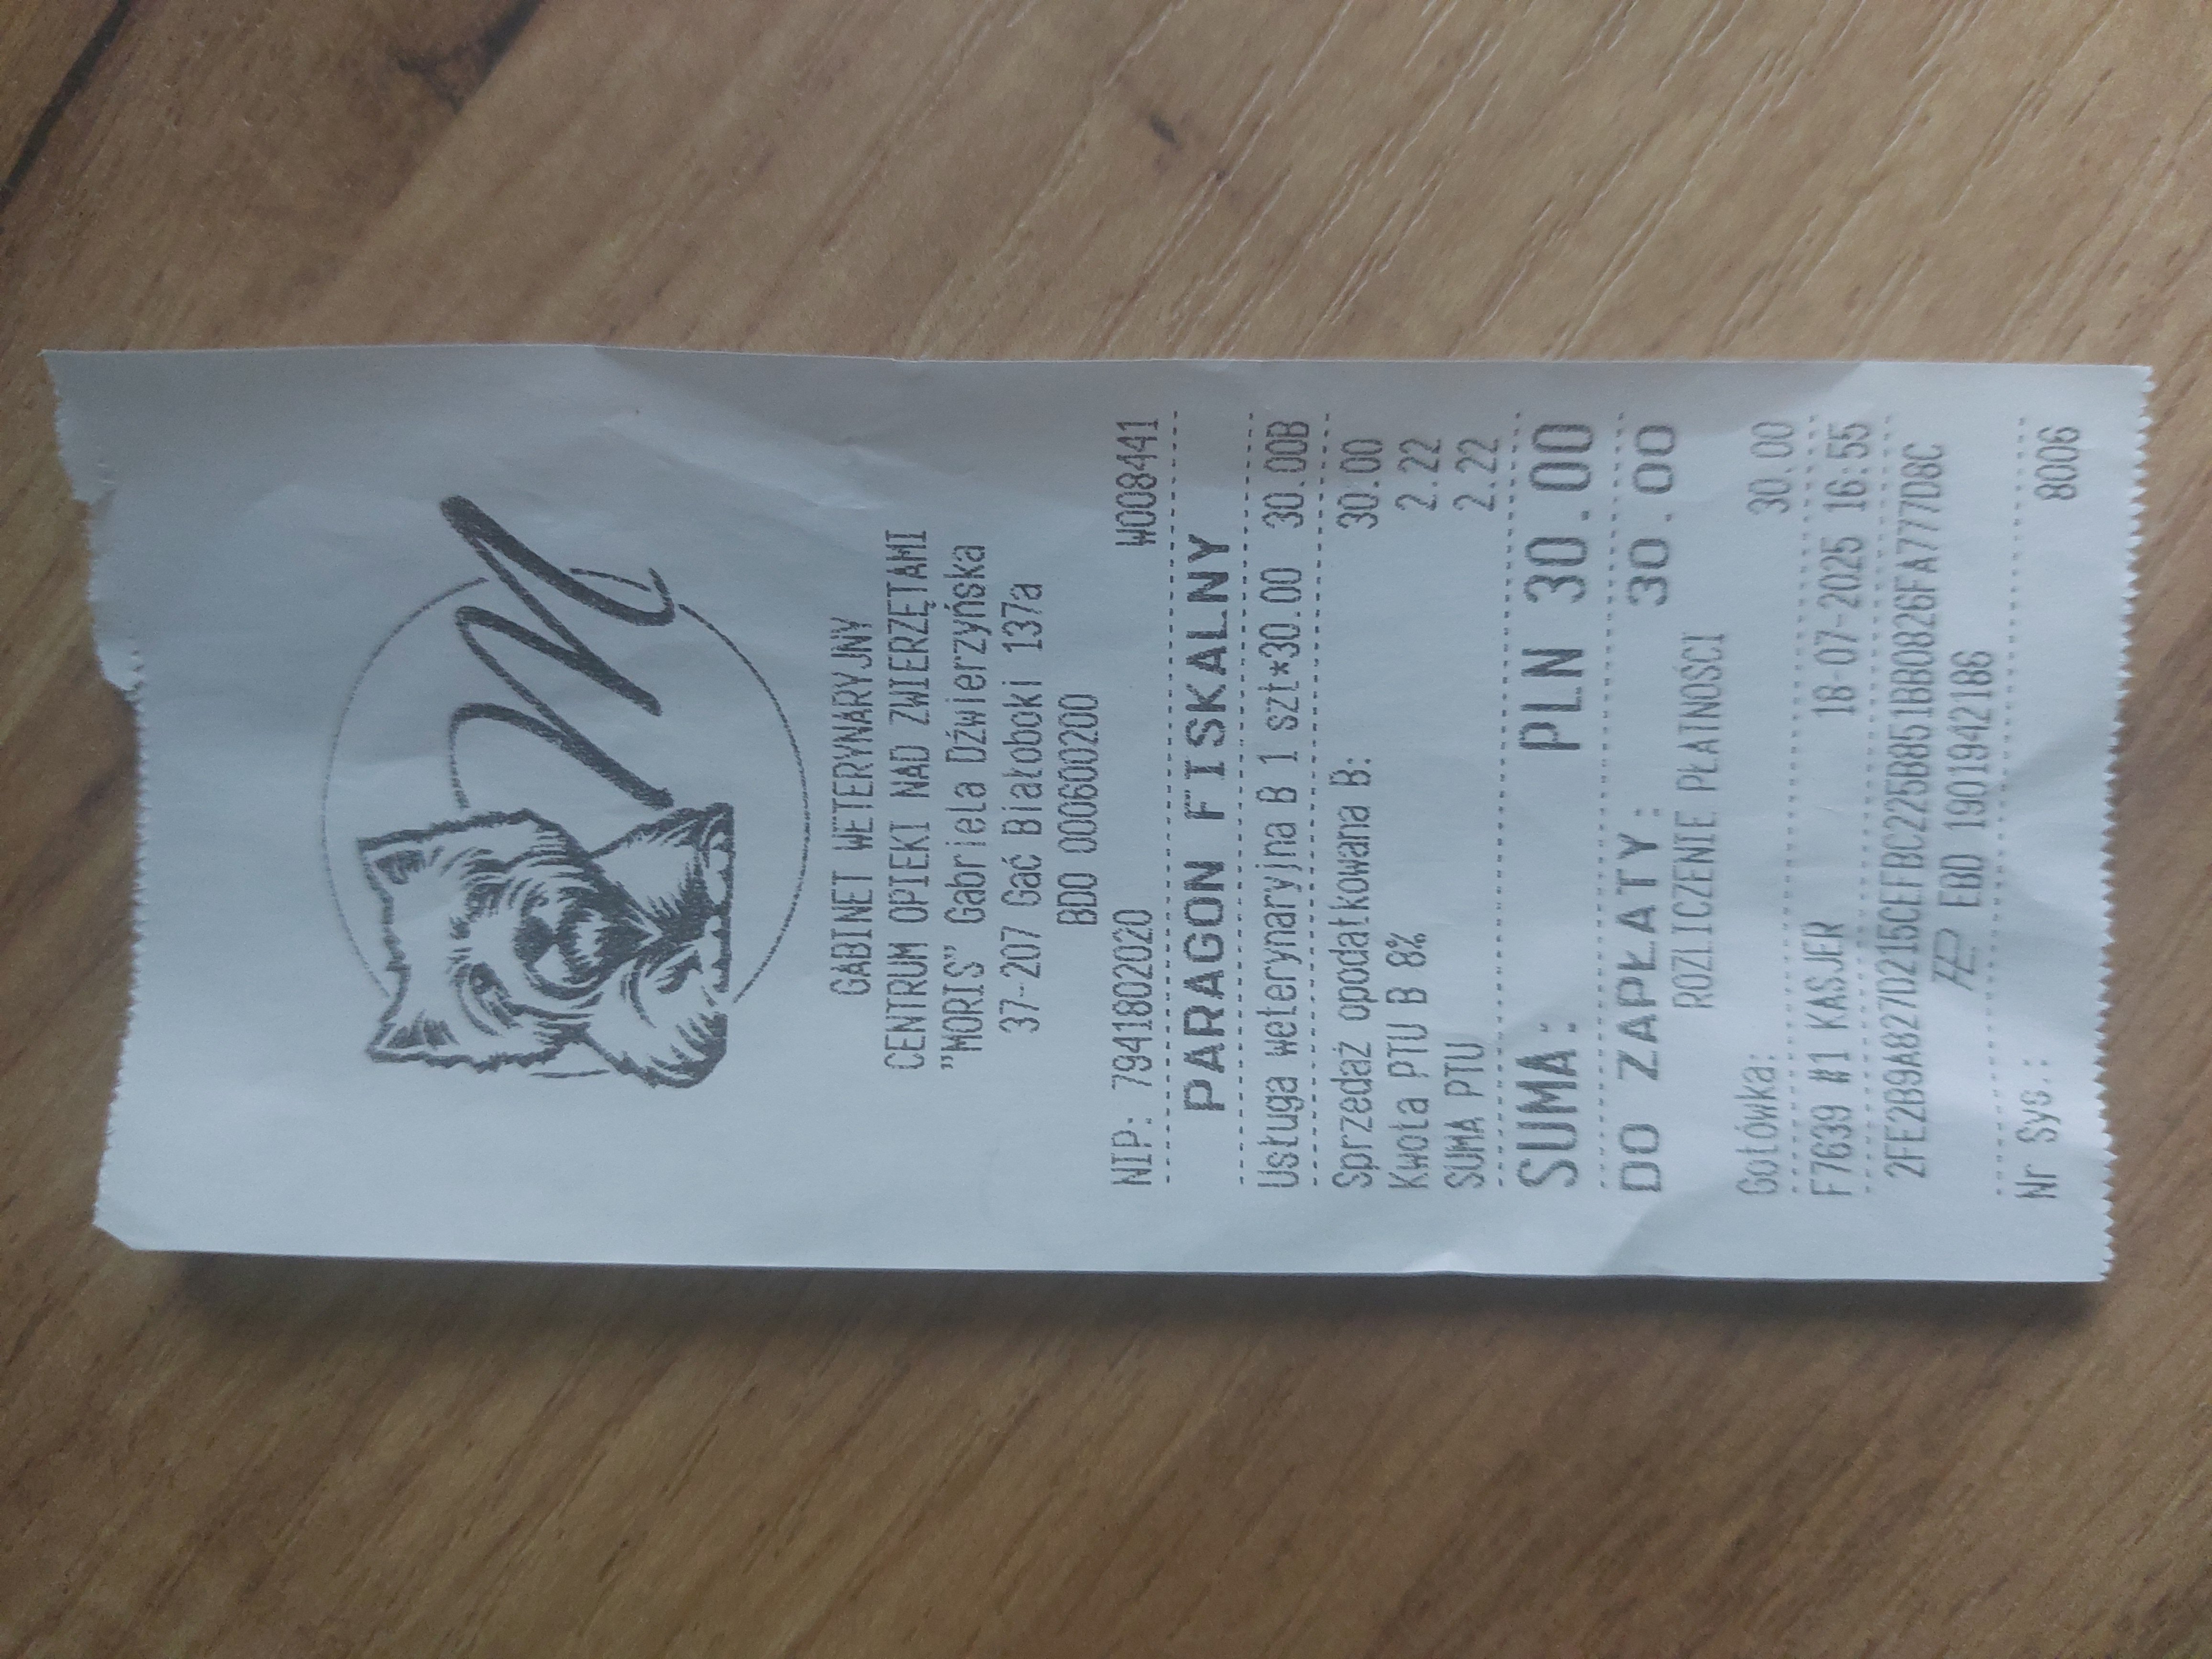 M
GABINET WETERYNARYJNY
CENTRUM OPIEKI NAD ZWIERZĘTAMI
"MORIS" Gabriela Dźwierzyńska
37-207 Gać Białoboki 137a
BDO 000600200
NIP: 7941802020 W008441
PARAGON FISKALNY
Usługa weterynaryjna B 1 szt*30.00 30.00B
Sprzedaż opodatkowana B: 30.00
Kwota PTU B 8% 2.22
SUMA PTU 2.22
SUMA: PLN 30.00
DO ZAPŁATY: 30.00
ROZLICZENIE PŁATNOŚCI
Gotówka: 30.00
F7639 #1 KASJER 18-07-2025 16:55
2FE2B9A827D215CEFBC225B851BB0826FA777D8C
EBD 1901942186
Nr Sys.: 8006